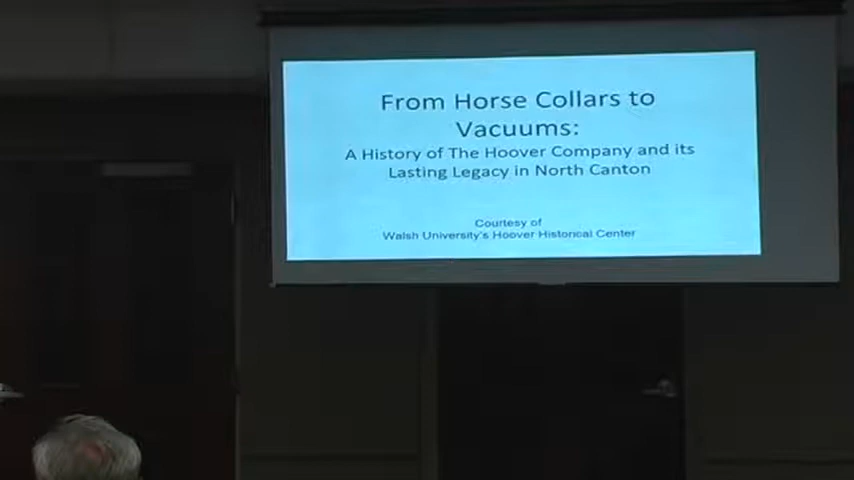 From Horse Collars to
Vacuums:
A History of The Hoover Company and its
Lasting Legacy in North Canton
Courtesy of
Walsh University's Hoover Historical Center